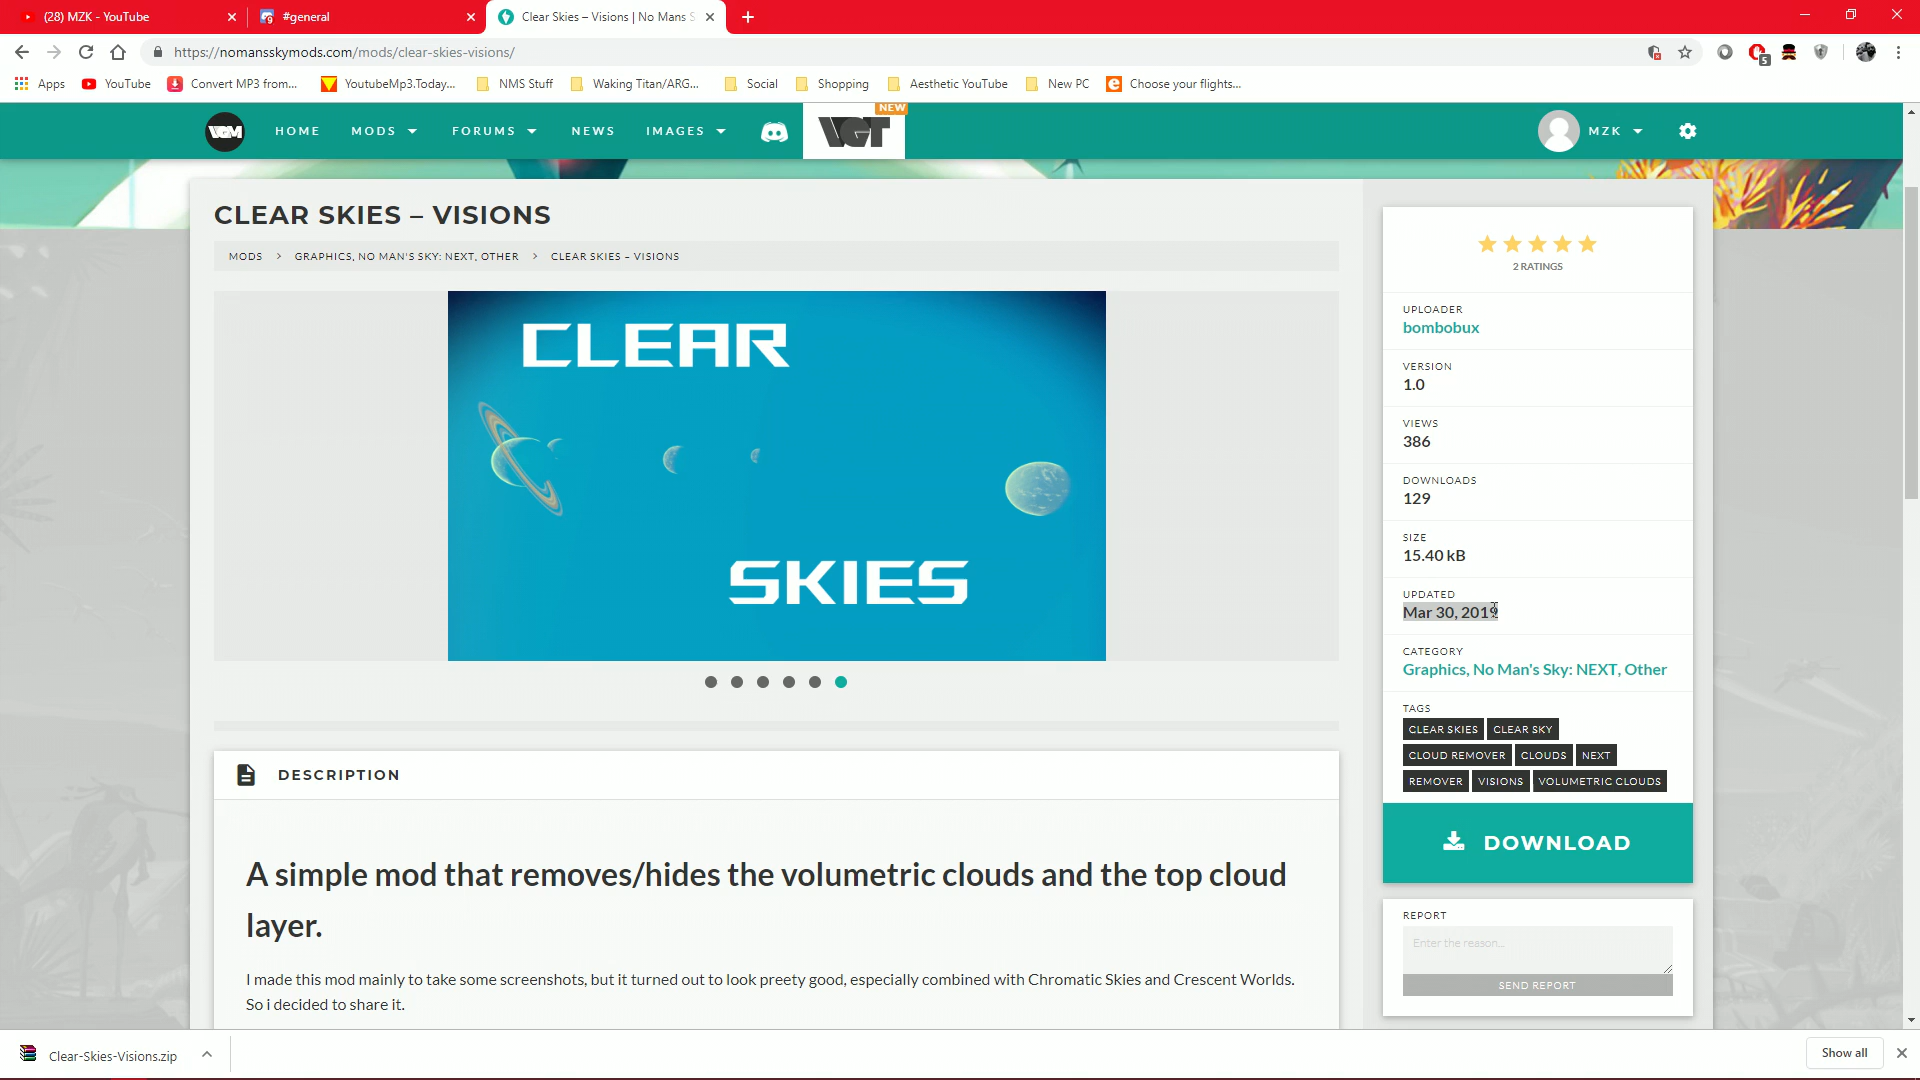 (28) MZK - YouTube
#general
Clear Skies – Visions | No Mans S
https://nomansskymods.com/mods/clear-skies-visions/
5
Apps
YouTube
Convert MP3 from...
YoutubeMp3.Today...
NMS Stuff
Waking Titan/ARG...
Social
Shopping
Aesthetic YouTube
New PC
Choose your flights...
VGM
HOME
MODS
FORUMS
NEWS
IMAGES
VGT
NEW
MZK
CLEAR SKIES – VISIONS
MODS > GRAPHICS, NO MAN'S SKY: NEXT, OTHER > CLEAR SKIES – VISIONS
CLEAR
SKIES
DESCRIPTION
A simple mod that removes/hides the volumetric clouds and the top cloud
layer.
I made this mod mainly to take some screenshots, but it turned out to look preety good, especially combined with Chromatic Skies and Crescent Worlds.
So i decided to share it.
2 RATINGS
UPLOADER
bombobux
VERSION
1.0
VIEWS
386
DOWNLOADS
129
SIZE
15.40 kB
UPDATED
Mar 30, 2019
CATEGORY
Graphics, No Man's Sky: NEXT, Other
TAGS
CLEAR SKIES CLEAR SKY
CLOUD REMOVER CLOUDS NEXT
REMOVER VISIONS VOLUMETRIC CLOUDS
DOWNLOAD
REPORT
Enter the reason...
SEND REPORT
Clear-Skies-Visions.zip
Show all